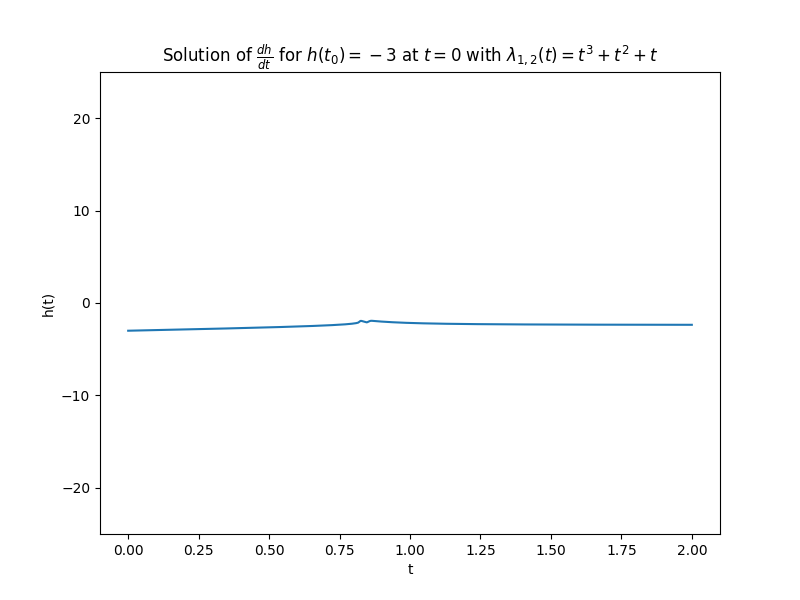 Solution of $\frac{dh}{dt}$ for $h(t_0) = -3$ at $t = 0$ with $\lambda_{1,2}(t) = t^3 + t^2 + t$
20
10
0
−10
−20
h(t)
0.00 0.25 0.50 0.75 1.00 1.25 1.50 1.75 2.00
t